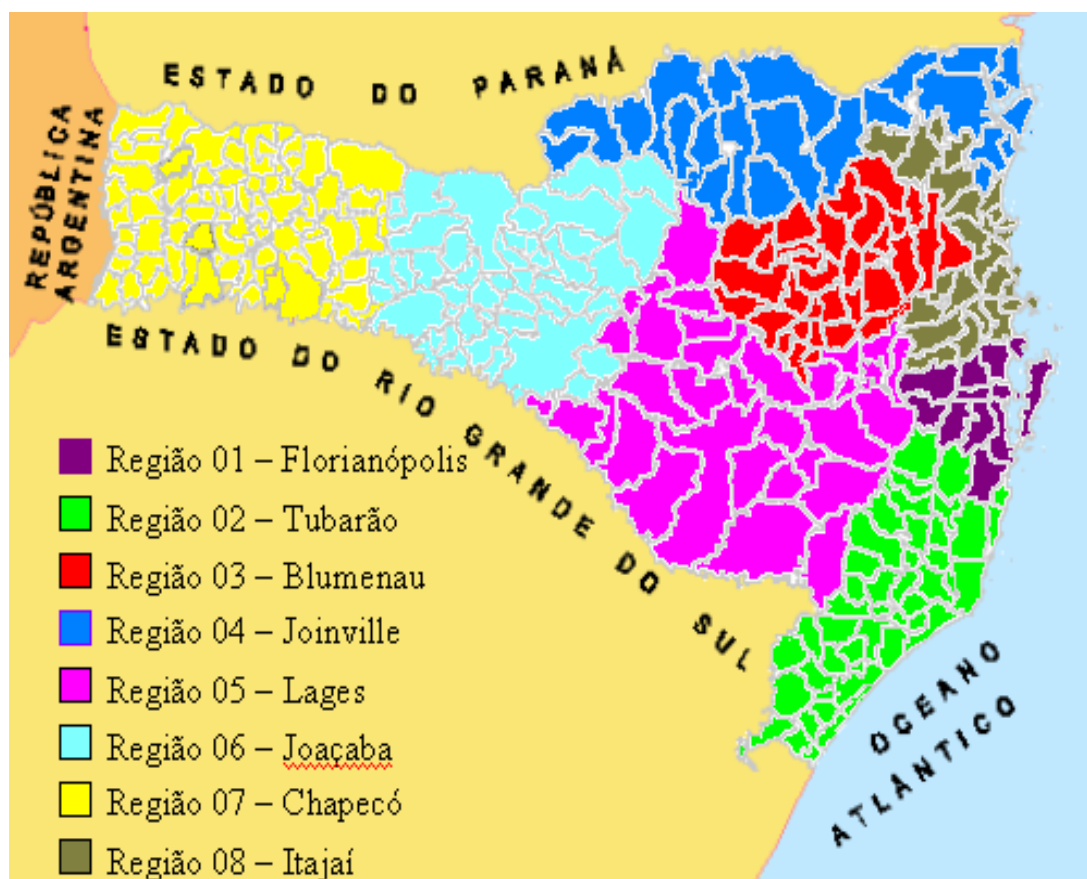 ESTADO DO PARANÁ
REPÚBLICA
ARGENTINA
ESTADO DO RIO GRANDE DO SUL
OCEANO
ATLANTICO
Região 01 – Florianópolis
Região 02 – Tubarão
Região 03 – Blumenau
Região 04 – Joinville
Região 05 – Lages
Região 06 – Joaçaba
Região 07 – Chapecó
Região 08 – Itajaí